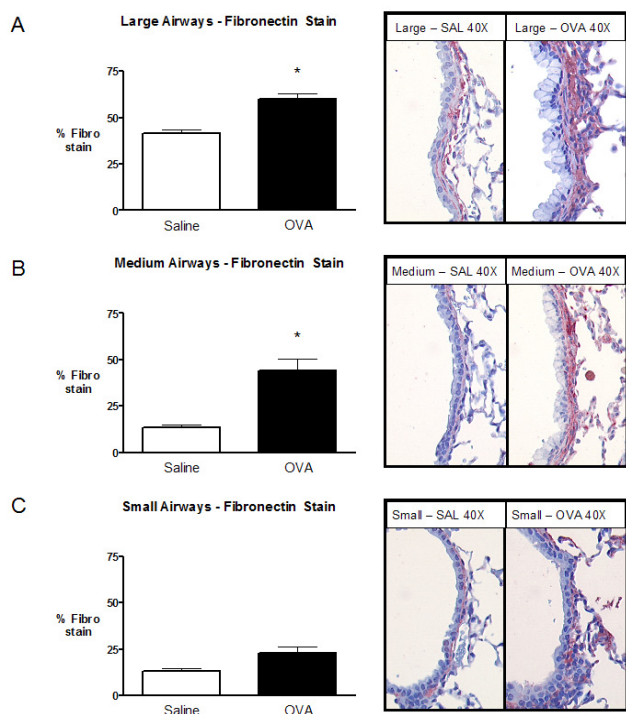 A
Large Airways - Fibronectin Stain
75
50
25
0
% Fibro
stain
*
Saline
OVA
Large – SAL 40X
Large – OVA 40X
B
Medium Airways - Fibronectin Stain
75
50
25
0
% Fibro
stain
*
Saline
OVA
Medium – SAL 40X
Medium – OVA 40X
C
Small Airways - Fibronectin Stain
75
50
25
0
% Fibro
stain
Saline
OVA
Small – SAL 40X
Small – OVA 40X